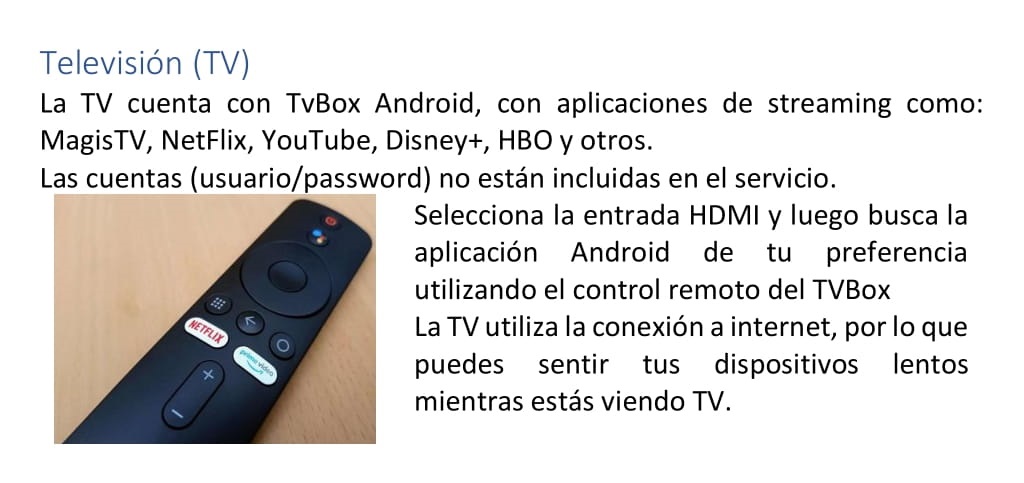 Televisión (TV)
La TV cuenta con TvBox Android, con aplicaciones de streaming como:
MagisTV, NetFlix, YouTube, Disney+, HBO y otros.
Las cuentas (usuario/password) no están incluidas en el servicio.
Selecciona la entrada HDMI y luego busca la
aplicación Android de tu preferencia
utilizando el control remoto del TVBox
La TV utiliza la conexión a internet, por lo que
puedes sentir tus dispositivos lentos
mientras estás viendo TV.
NETFLIX
prime video